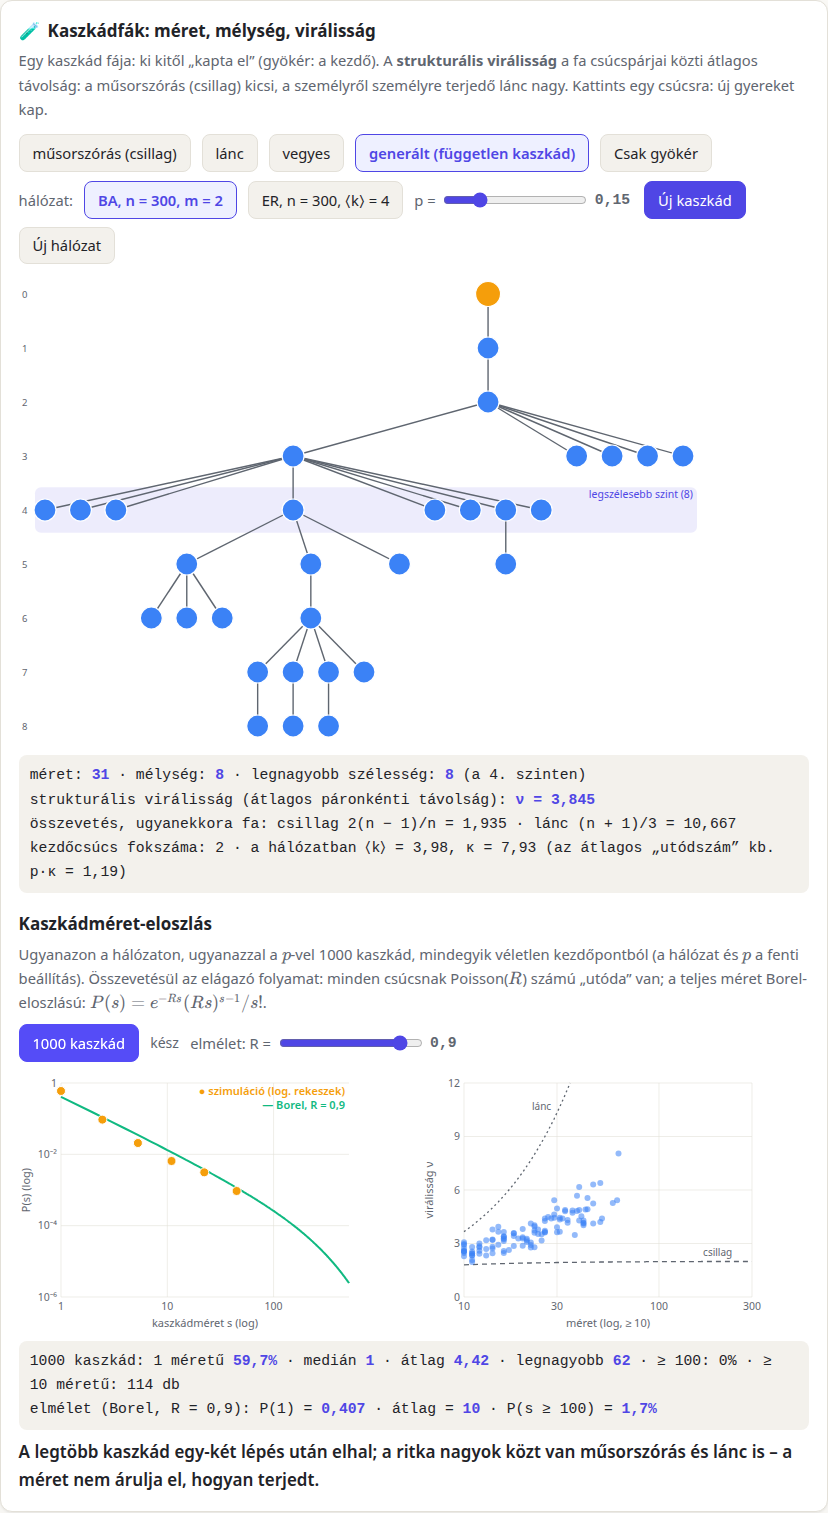 🧪 Kaszkádfák: méret, mélység, virálisság
Egy kaszkád fája: ki kitől „kapta el” (gyökér: a kezdő). A strukturális virálisság a fa csúcspárjai közti átlagos
távolság: a műsorszórás (csillag) kicsi, a személyről személyre terjedő lánc nagy. Kattints egy csúcsra: új gyereket
kap.
műsorszórás (csillag) lánc vegyes generált (független kaszkád) Csak gyökér
hálózat: BA, n = 300, m = 2 ER, n = 300, ⟨k⟩ = 4 p = 0,15 Új kaszkád
Új hálózat
0
1
2
3
legszélesebb szint (8)
4
5
6
7
8
méret: 31 · mélység: 8 · legnagyobb szélesség: 8 (a 4. szinten)
strukturális virálisság (átlagos páronkénti távolság): ν = 3,845
összevetés, ugyanekkora fa: csillag 2(n − 1)/n = 1,935 · lánc (n + 1)/3 = 10,667
kezdőcsúcs fokszáma: 2 · a hálózatban ⟨k⟩ = 3,98, κ = 7,93 (az átlagos „utódszám” kb.
p·κ = 1,19)
Kaszkádméret-eloszlás
Ugyanazon a hálózaton, ugyanazzal a p-vel 1000 kaszkád, mindegyik véletlen kezdőpontból (a hálózat és p a fenti
beállítás). Összevetésül az elágazó folyamat: minden csúcsnak Poisson(R) számú „utóda” van; a teljes méret Borel-
eloszlású: P(s) = e⁻ᴿˢ(Rs)ˢ⁻¹/s!.
1000 kaszkád kész elmélet: R = 0,9
1
10⁻²
10⁻⁴
10⁻⁶
P(s) (log)
● szimuláció (log. rekeszek)
— Borel, R = 0,9
1 10 100
kaszkádméret s (log)
12
9
6
3
0
virálisság ν
lánc
csillag
10 30 100 300
méret (log, ≥ 10)
1000 kaszkád: 1 méretű 59,7% · medián 1 · átlag 4,42 · legnagyobb 62 · ≥ 100: 0% · ≥
10 méretű: 114 db
elmélet (Borel, R = 0,9): P(1) = 0,407 · átlag = 10 · P(s ≥ 100) = 1,7%
A legtöbb kaszkád egy-két lépés után elhal; a ritka nagyok közt van műsorszórás és lánc is – a
méret nem árulja el, hogyan terjedt.